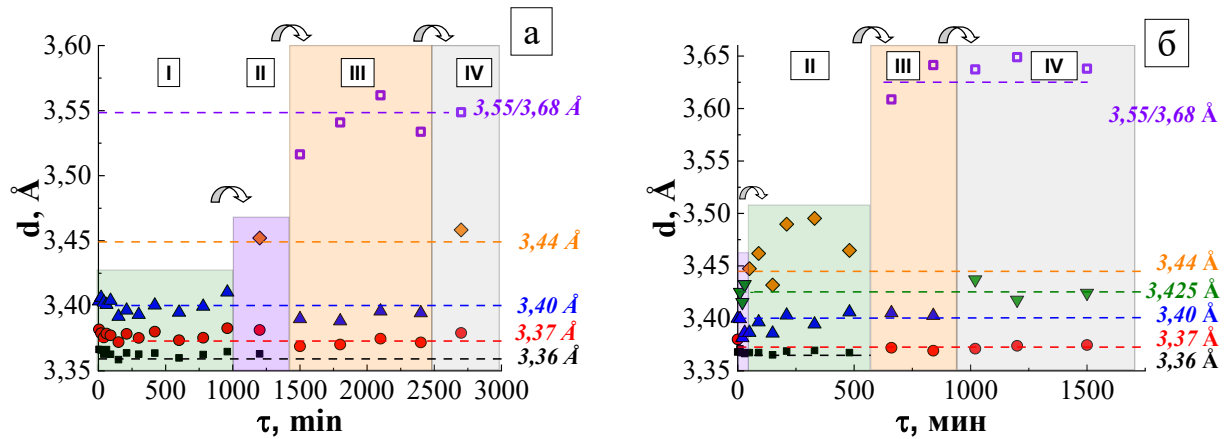 а
3,60
3,55
3,50
3,45
3,40
3,35
d, Å
I
II
III
IV
3,55/3,68 Å
3,44 Å
3,40 Å
3,37 Å
3,36 Å
0 500 1000 1500 2000 2500 3000
τ, min
б
3,65
3,60
3,55
3,50
3,45
3,40
3,35
d, Å
II
III
IV
3,55/3,68 Å
3,44 Å
3,425 Å
3,40 Å
3,37 Å
3,36 Å
0 500 1000 1500
τ, мин